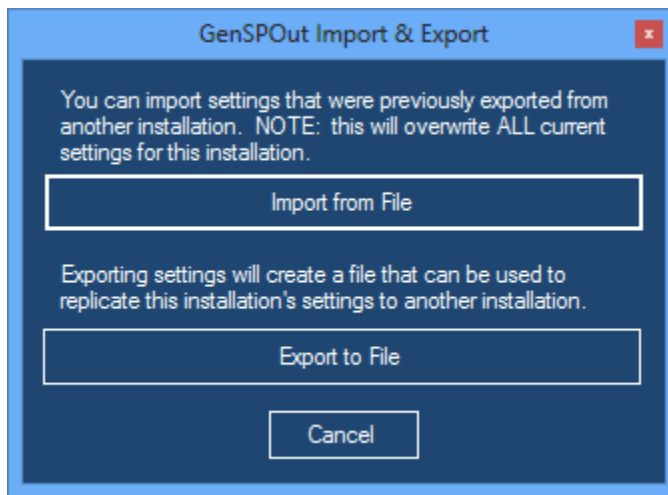 GenSPOut Import & Export
x
You can import settings that were previously exported from
another installation.  NOTE:  this will overwrite ALL current
settings for this installation.
Import from File
Exporting settings will create a file that can be used to
replicate this installation's settings to another installation.
Export to File
Cancel